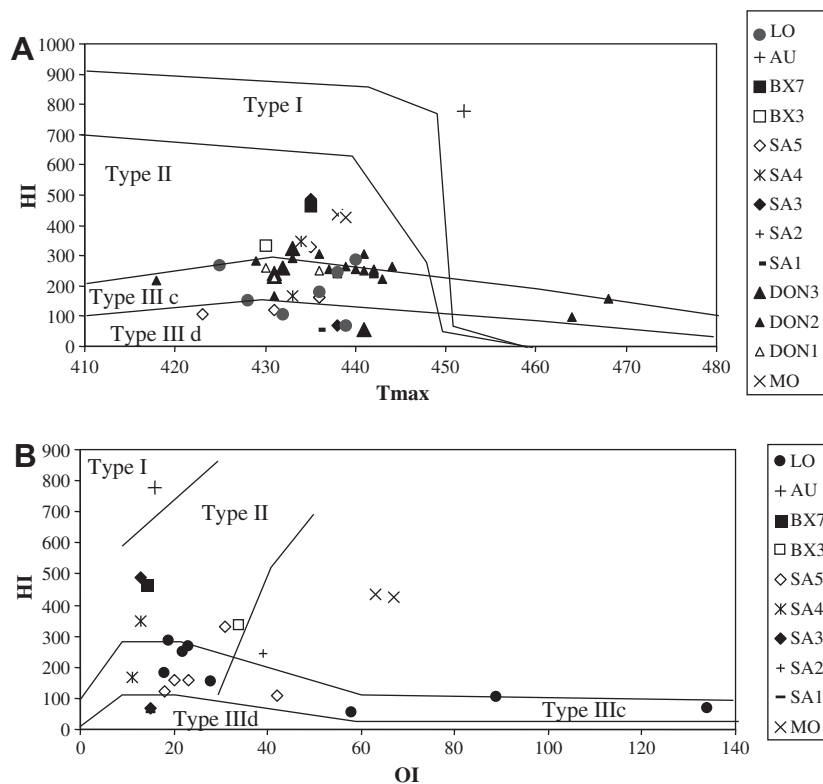 A
HI
1000
900
800
700
600
500
400
300
200
100
0
Type I
Type II
Type III c
Type III d
410 420 430 440 450 460 470 480
Tmax
LO
AU
BX7
BX3
SA5
SA4
SA3
SA2
SA1
DON3
DON2
DON1
MO
B
HI
900
800
700
600
500
400
300
200
100
0
Type I
Type II
Type IIIc
Type IIId
0 20 40 60 80 100 120 140
OI
LO
AU
BX7
BX3
SA5
SA4
SA3
SA2
SA1
MO